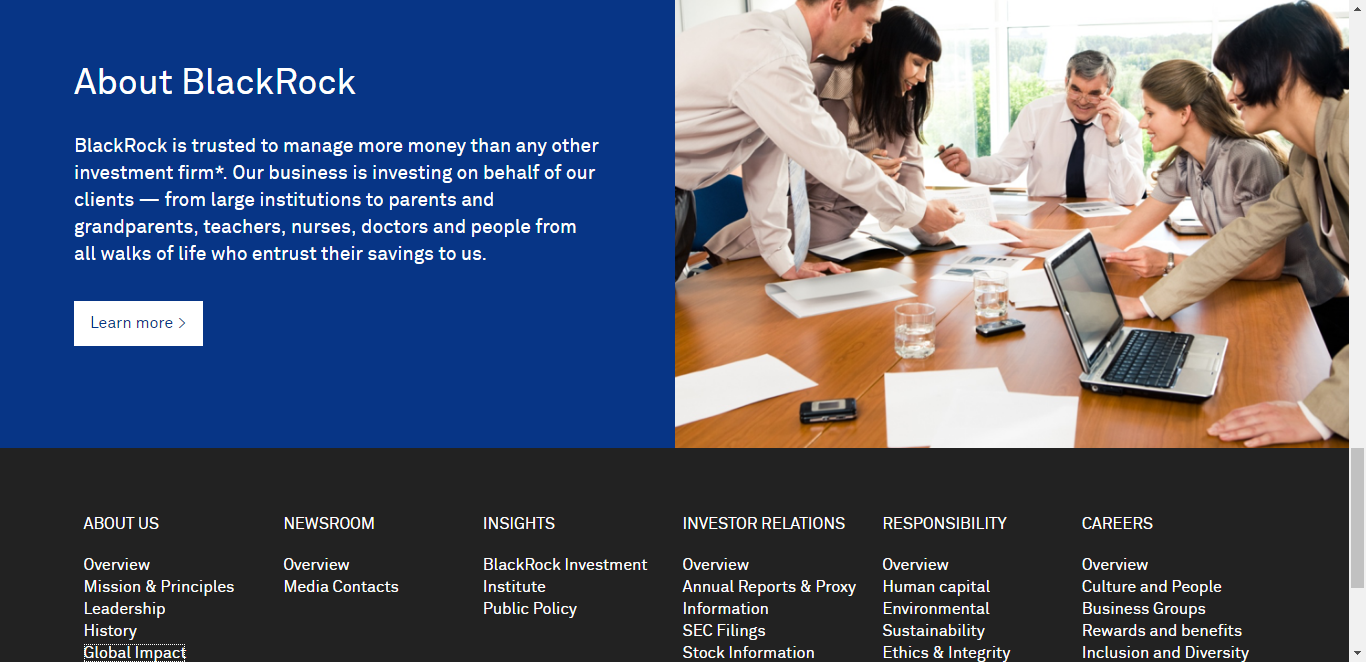 About BlackRock
BlackRock is trusted to manage more money than any other
investment firm*. Our business is investing on behalf of our
clients — from large institutions to parents and
grandparents, teachers, nurses, doctors and people from
all walks of life who entrust their savings to us.
Learn more >
ABOUT US
Overview
Mission & Principles
Leadership
History
Global Impact
NEWSROOM
Overview
Media Contacts
INSIGHTS
BlackRock Investment
Institute
Public Policy
INVESTOR RELATIONS
Overview
Annual Reports & Proxy
Information
SEC Filings
Stock Information
RESPONSIBILITY
Overview
Human capital
Environmental
Sustainability
Ethics & Integrity
CAREERS
Overview
Culture and People
Business Groups
Rewards and benefits
Inclusion and Diversity